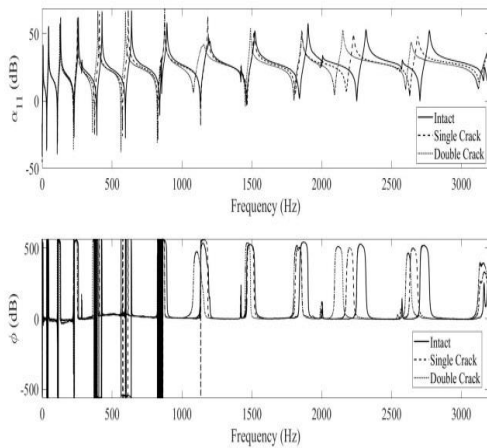 50
0
50
α11 (dB)
Intact
Single Crack
Double Crack
0 500 1000 1500 2000 2500 3000
Frequency (Hz)
500
0
-500
ϕ (dB)
Intact
Single Crack
Double Crack
0 500 1000 1500 2000 2500 3000
Frequency (Hz)